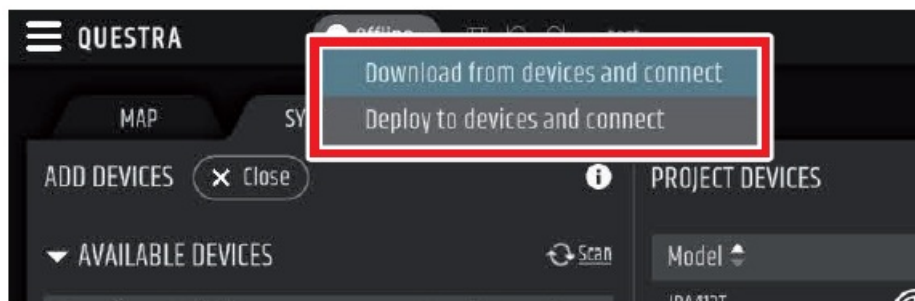 QUESTRA
Download from devices and connect
Deploy to devices and connect
MAP
SY
ADD DEVICES
Close
PROJECT DEVICES
AVAILABLE DEVICES
Scan
Model